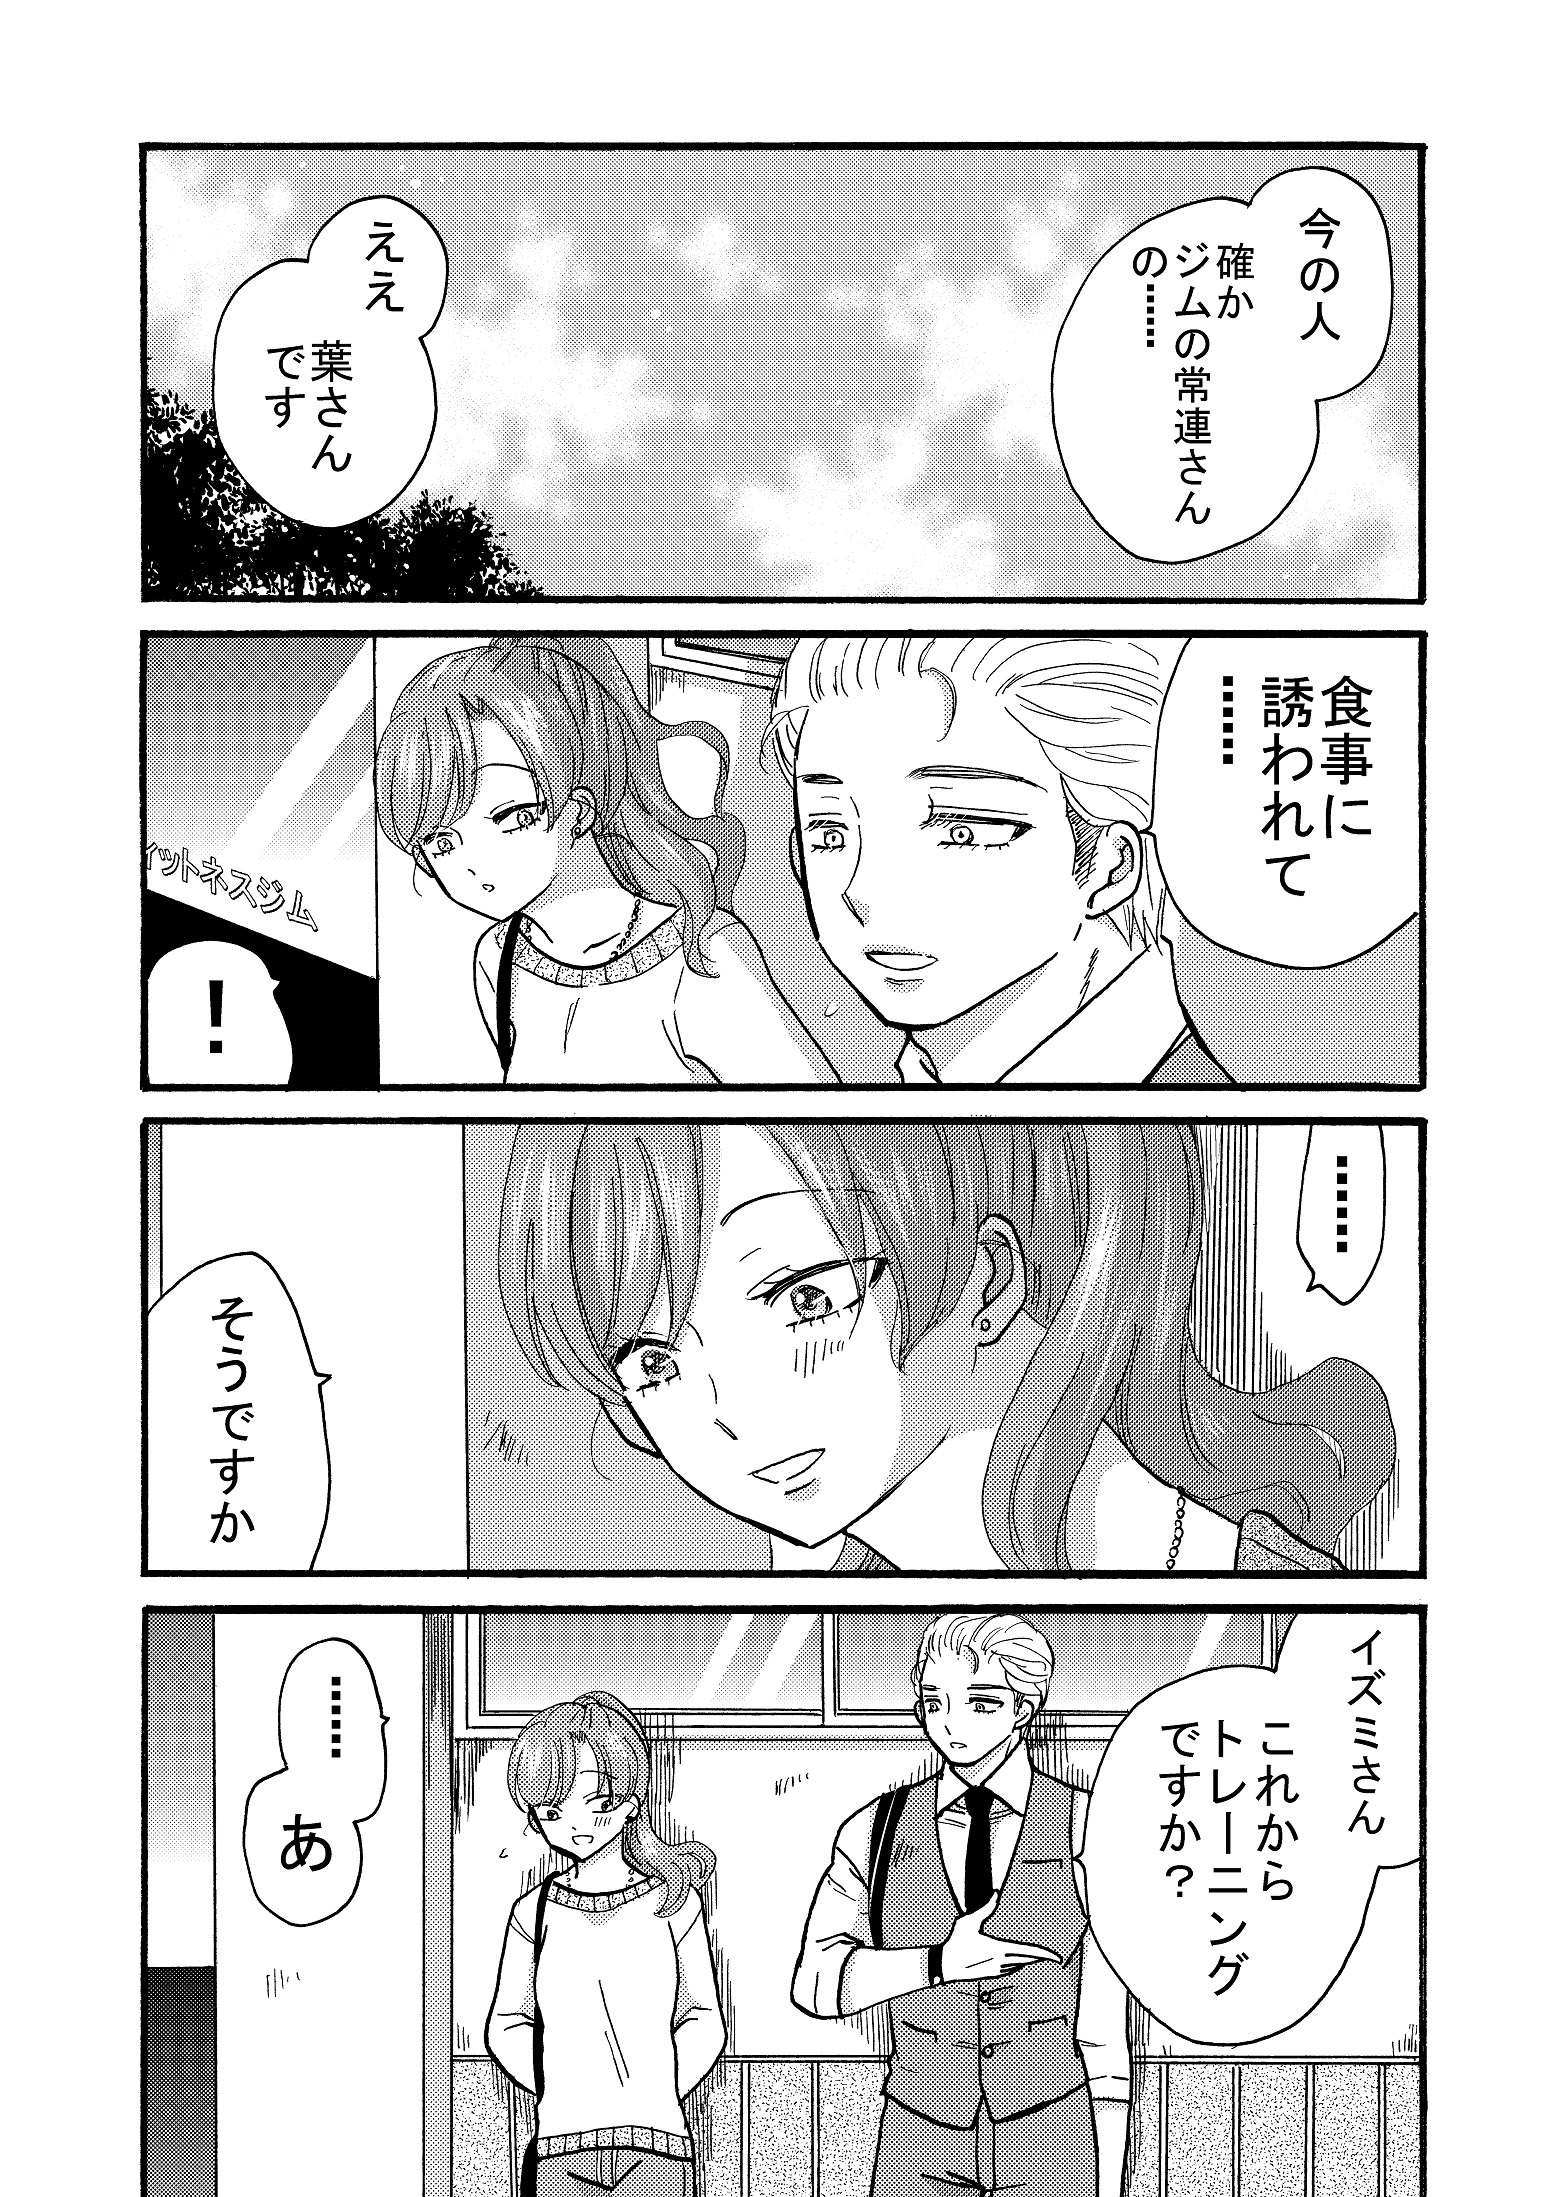 今の人
確か
ジムの常連さん
の……
ええ
葉さん
です
食事に
誘われて
……
ィットネスジム
！
……
そうですか
イズミさん
これから
トレーニング
ですか？
……
あ